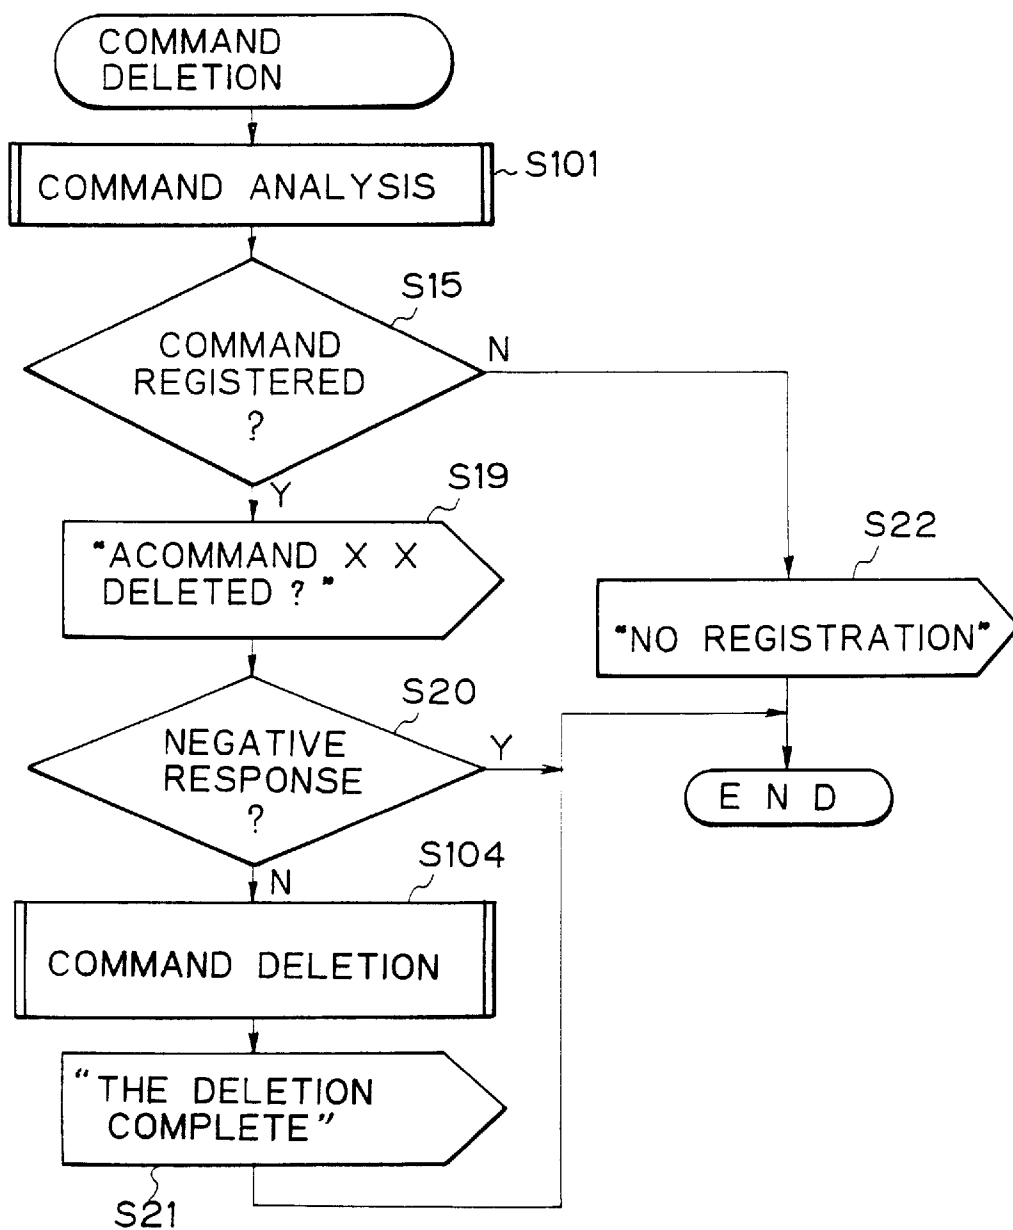 COMMAND
DELETION
COMMAND ANALYSIS
S101
S15
COMMAND
REGISTERED
?
N
Y
S19
"ACOMMAND X X
DELETED ? "
S22
"NO REGISTRATION"
S20
NEGATIVE
RESPONSE
?
Y
N
E N D
S104
COMMAND DELETION
"THE DELETION
COMPLETE"
S21